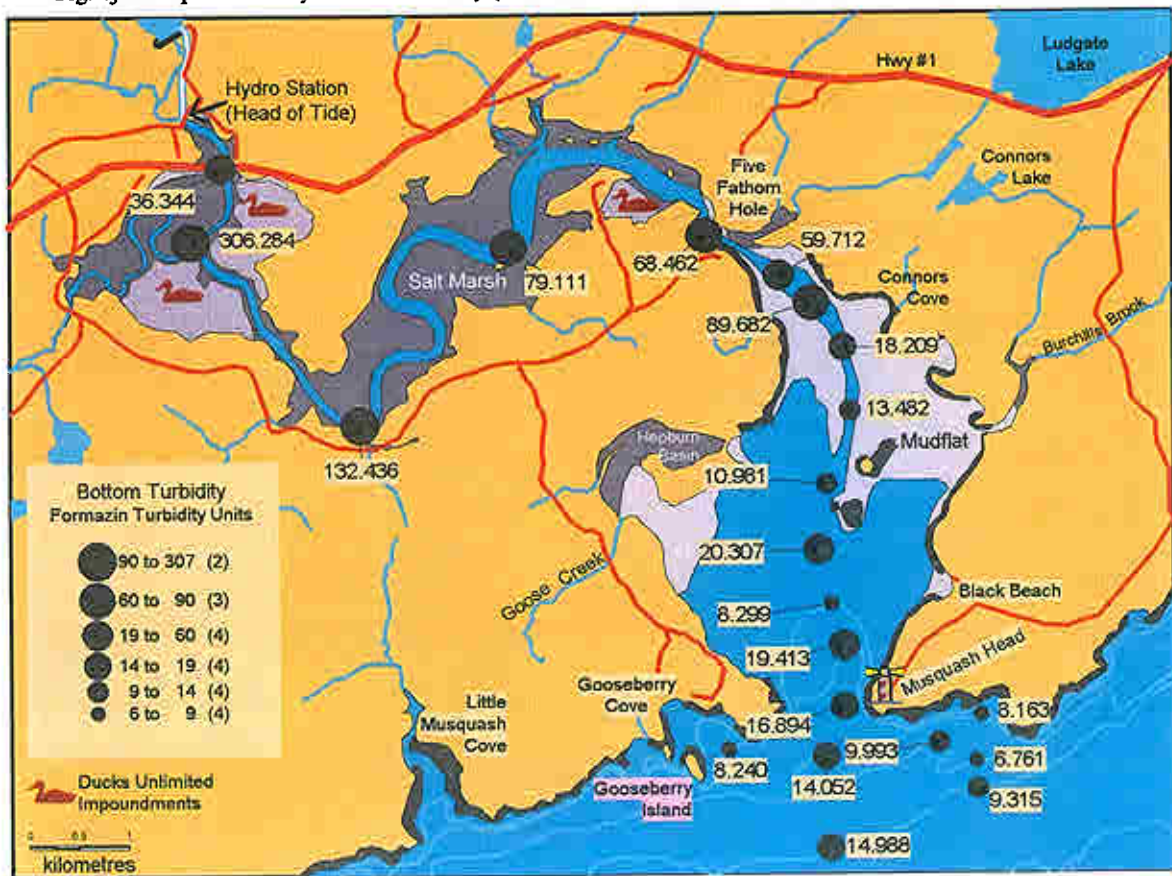 Hwy #1
Ludgate
Lake
Hydro Station
(Head of Tide)
Five
Fathom
Hole
Connors
Lake
36.344
306.284
59.712
68.462
Salt Marsh
79.111
Connors
Cove
89.682
18.209
Burchills Brook
13.482
Hepburn
Basin
Mudflat
132.436
10.981
Bottom Turbidity
Formazin Turbidity Units
90 to 307 (2)
60 to 90 (3)
19 to 60 (4)
14 to 19 (4)
9 to 14 (4)
6 to 9 (4)
20.307
Goose Creek
8.299
Black Beach
19.413
Musquash Head
Gooseberry
Cove
Little
Musquash
Cove
16.894
8.163
9.993
8.240
6.761
14.052
Ducks Unlimited
Impoundments
Gooseberry
Island
9.315
0 0.5 1
kilometres
14.988